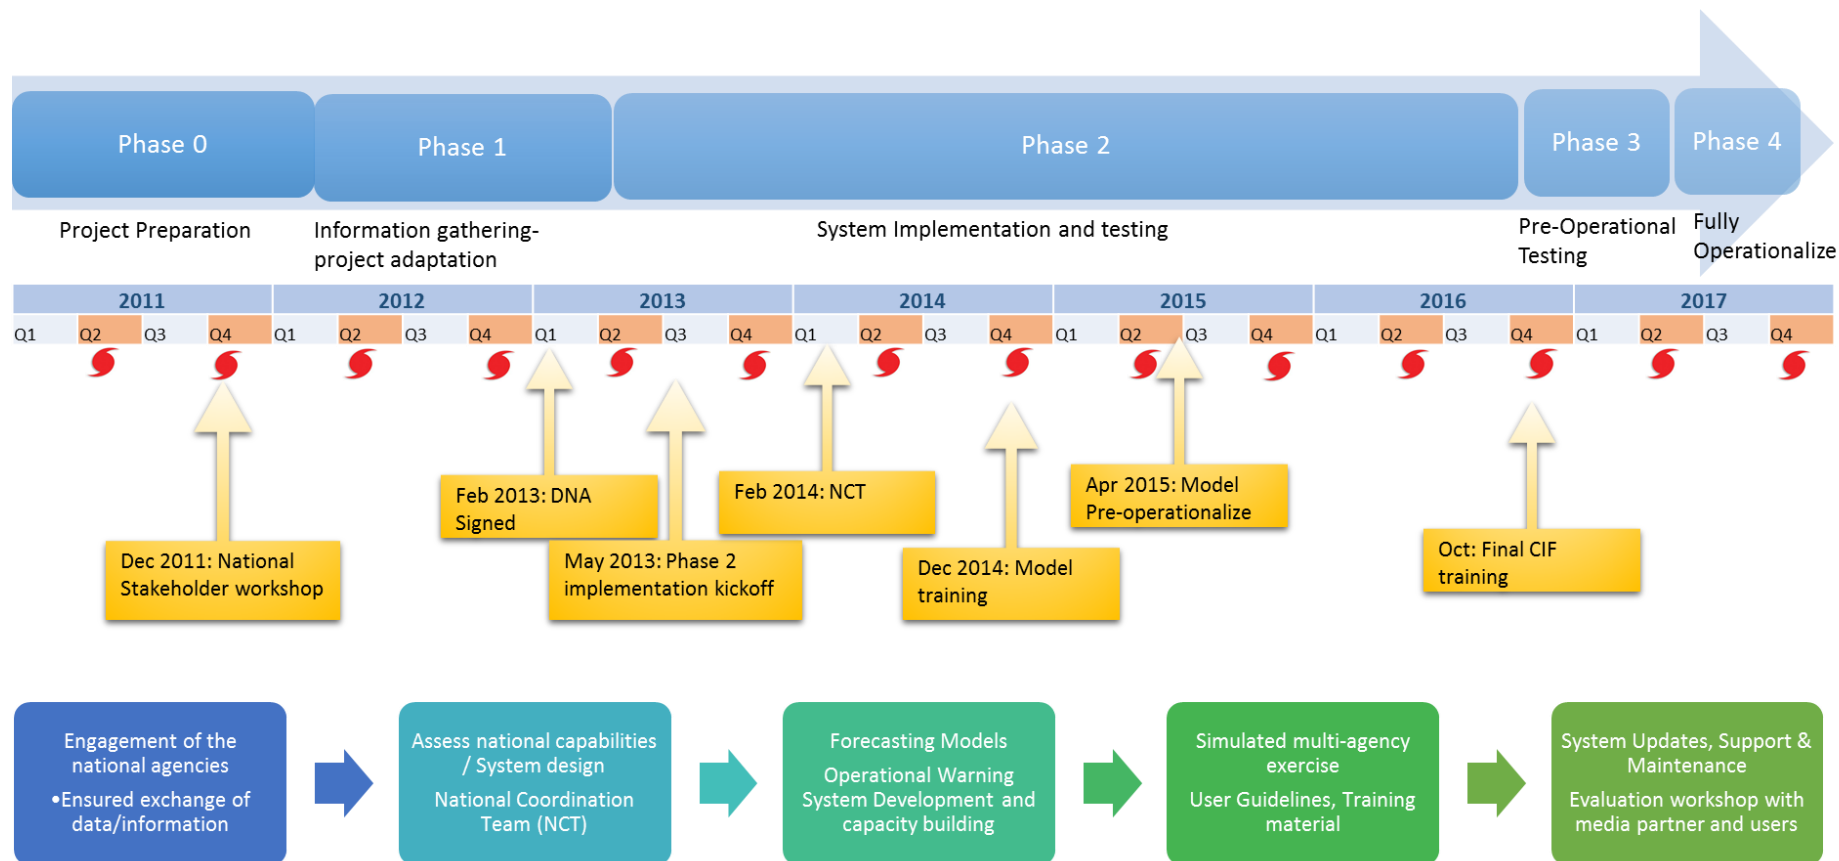 Phase 0
Phase 1
Phase 2
Phase 3
Phase 4
Project Preparation
Information gathering-
project adaptation
System Implementation and testing
Pre-Operational
Testing
Fully
Operationalize
2011
2012
2013
2014
2015
2016
2017
Q1 Q2 Q3 Q4 Q1 Q2 Q3 Q4 Q1 Q2 Q3 Q4 Q1 Q2 Q3 Q4 Q1 Q2 Q3 Q4 Q1 Q2 Q3 Q4 Q1 Q2 Q3 Q4
Dec 2011: National
Stakeholder workshop
Feb 2013: DNA
Signed
May 2013: Phase 2
implementation kickoff
Feb 2014: NCT
Dec 2014: Model
training
Apr 2015: Model
Pre-operationalize
Oct: Final CIF
training
Engagement of the
national agencies
•Ensured exchange of
data/information
Assess national capabilities
/ System design
National Coordination
Team (NCT)
Forecasting Models
Operational Warning
System Development and
capacity building
Simulated multi-agency
exercise
User Guidelines, Training
material
System Updates, Support &
Maintenance
Evaluation workshop with
media partner and users